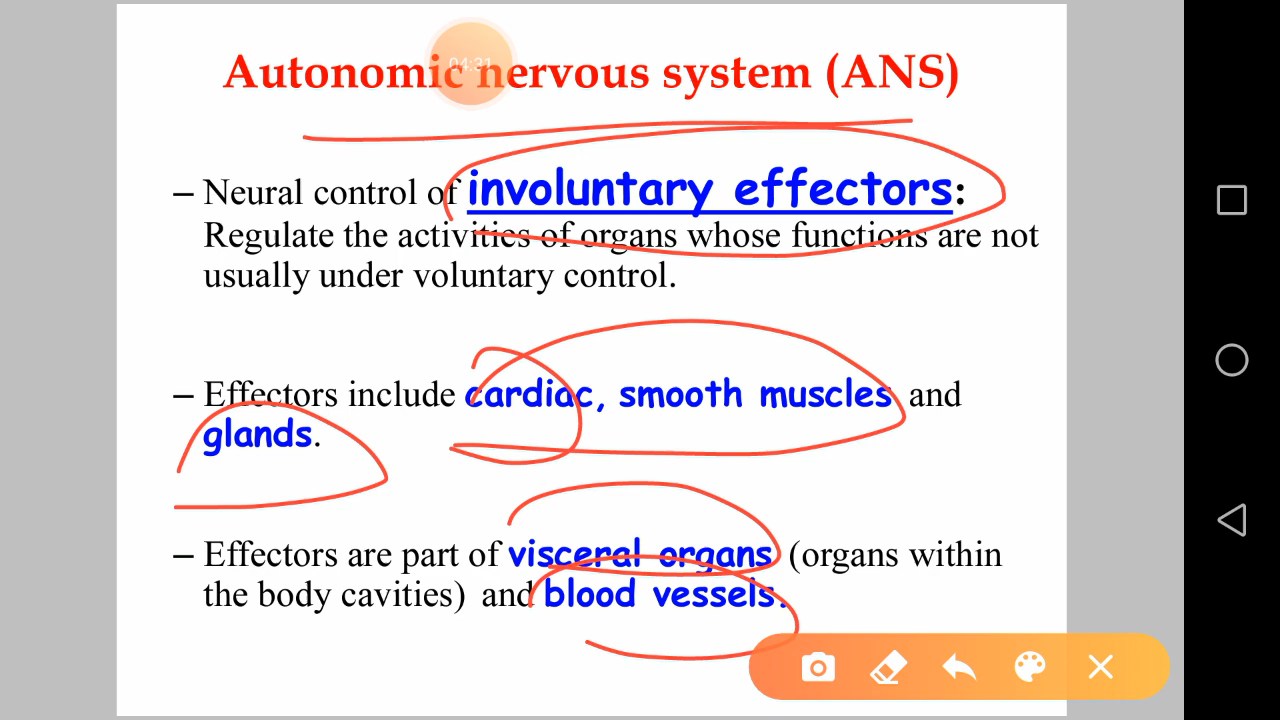 Autonomic nervous system (ANS)
04:31
– Neural control of involuntary effectors:
Regulate the activities of organs whose functions are not
usually under voluntary control.
– Effectors include cardiac, smooth muscles and
glands.
– Effectors are part of visceral organs (organs within
the body cavities) and blood vessels.